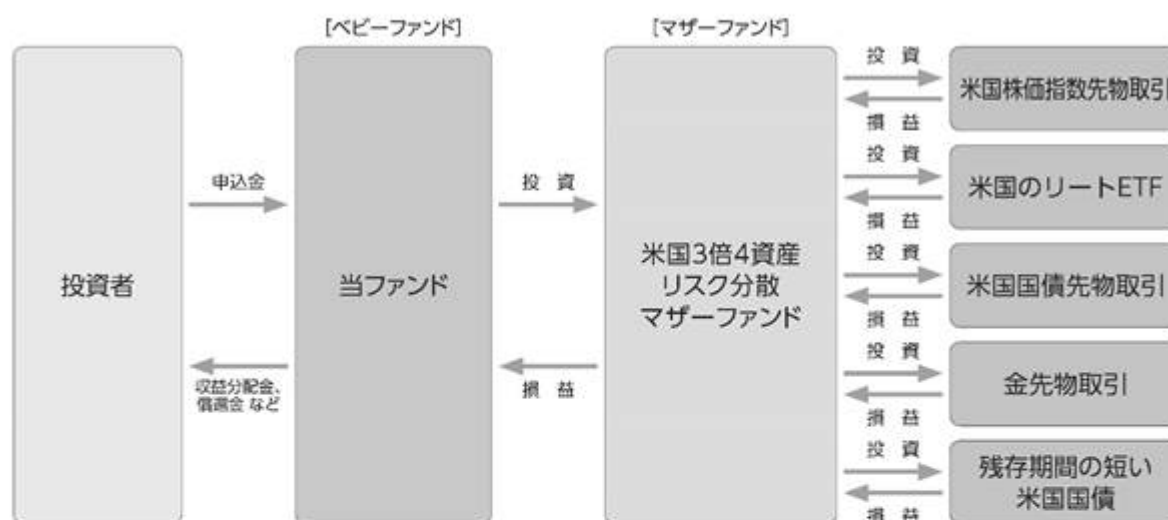 [ベビーファンド]
[マザーファンド]
投資者
申込金
収益分配金、
償還金 など
当ファンド
投 資
損 益
米国3倍4資産
リスク分散
マザーファンド
投 資
損 益
米国株価指数先物取引
投 資
損 益
米国のリートETF
投 資
損 益
米国国債先物取引
投 資
損 益
金先物取引
投 資
損 益
残存期間の短い
米国国債